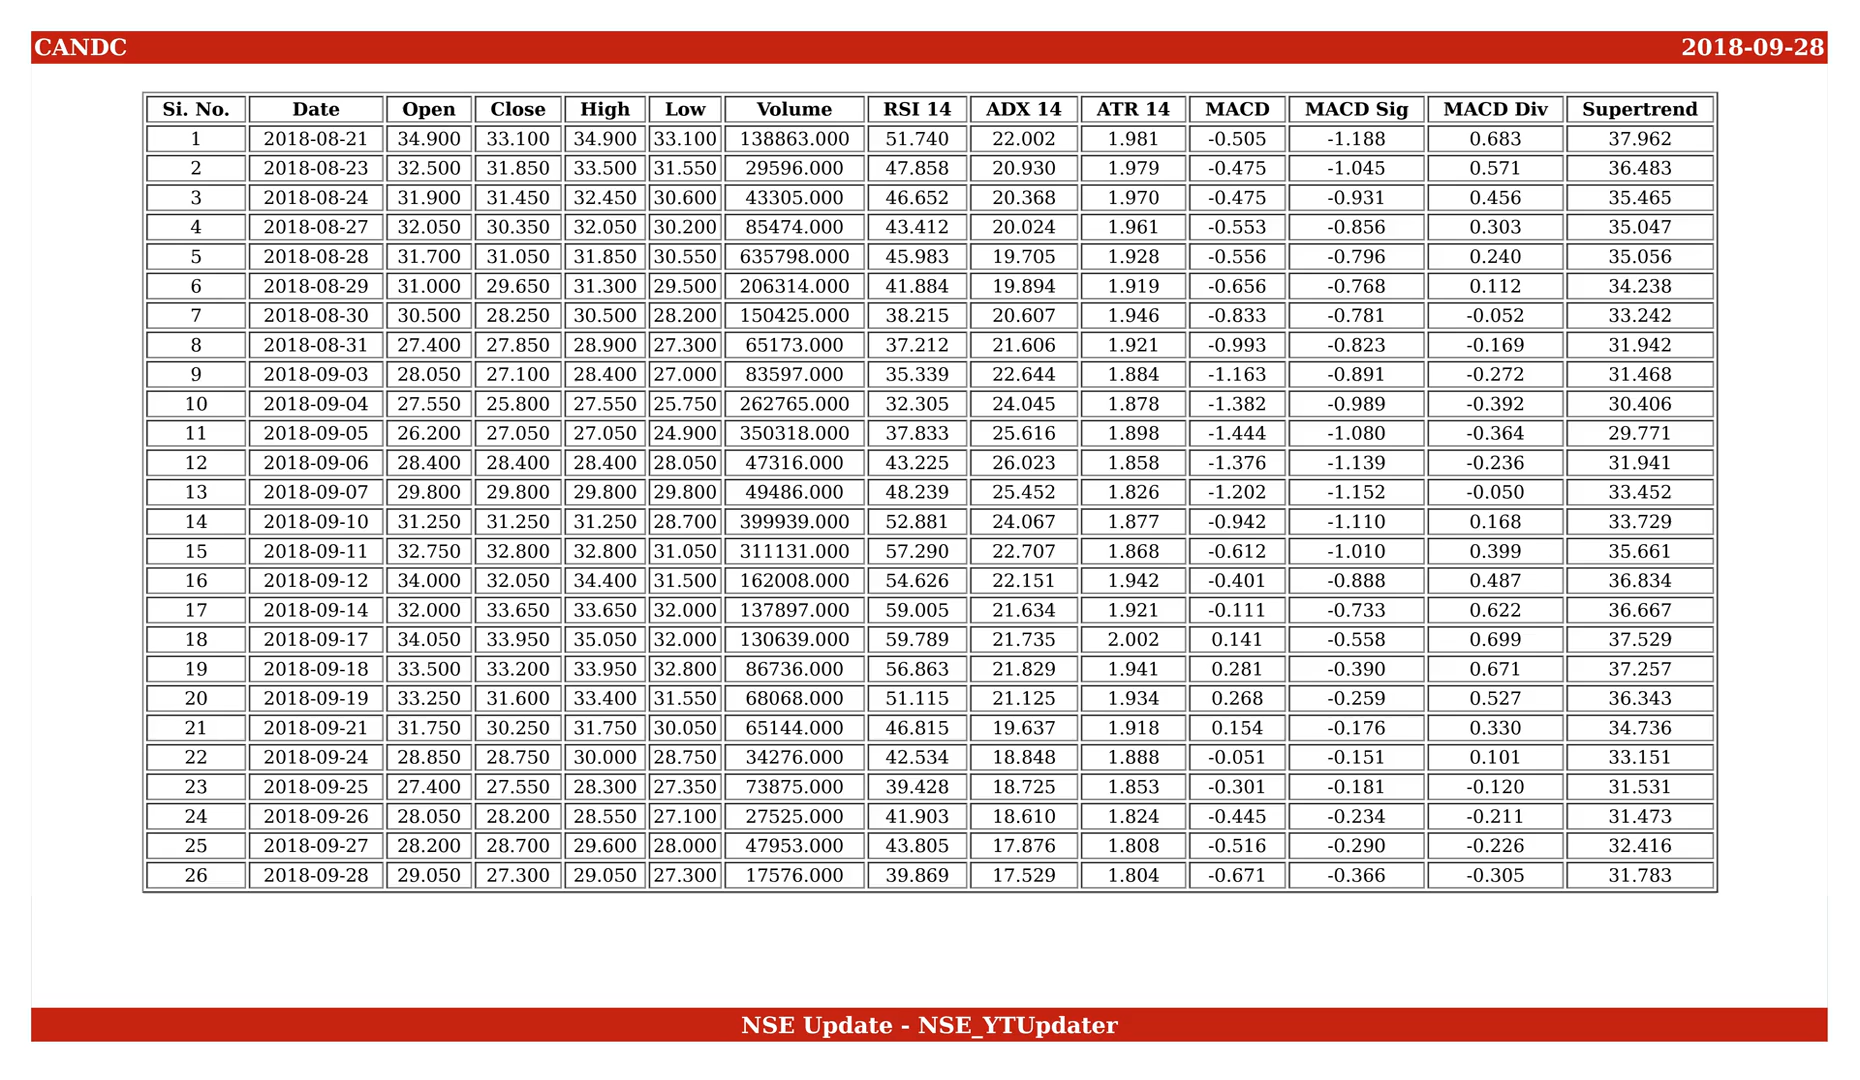 CANDC 2018-09-28
Si. No. Date Open Close High Low Volume RSI 14 ADX 14 ATR 14 MACD MACD Sig MACD Div Supertrend
1 2018-08-21 34.900 33.100 34.900 33.100 138863.000 51.740 22.002 1.981 -0.505 -1.188 0.683 37.962
2 2018-08-23 32.500 31.850 33.500 31.550 29596.000 47.858 20.930 1.979 -0.475 -1.045 0.571 36.483
3 2018-08-24 31.900 31.450 32.450 30.600 43305.000 46.652 20.368 1.970 -0.475 -0.931 0.456 35.465
4 2018-08-27 32.050 30.350 32.050 30.200 85474.000 43.412 20.024 1.961 -0.553 -0.856 0.303 35.047
5 2018-08-28 31.700 31.050 31.850 30.550 635798.000 45.983 19.705 1.928 -0.556 -0.796 0.240 35.056
6 2018-08-29 31.000 29.650 31.300 29.500 206314.000 41.884 19.894 1.919 -0.656 -0.768 0.112 34.238
7 2018-08-30 30.500 28.250 30.500 28.200 150425.000 38.215 20.607 1.946 -0.833 -0.781 -0.052 33.242
8 2018-08-31 27.400 27.850 28.900 27.300 65173.000 37.212 21.606 1.921 -0.993 -0.823 -0.169 31.942
9 2018-09-03 28.050 27.100 28.400 27.000 83597.000 35.339 22.644 1.884 -1.163 -0.891 -0.272 31.468
10 2018-09-04 27.550 25.800 27.550 25.750 262765.000 32.305 24.045 1.878 -1.382 -0.989 -0.392 30.406
11 2018-09-05 26.200 27.050 27.050 24.900 350318.000 37.833 25.616 1.898 -1.444 -1.080 -0.364 29.771
12 2018-09-06 28.400 28.400 28.400 28.050 47316.000 43.225 26.023 1.858 -1.376 -1.139 -0.236 31.941
13 2018-09-07 29.800 29.800 29.800 29.800 49486.000 48.239 25.452 1.826 -1.202 -1.152 -0.050 33.452
14 2018-09-10 31.250 31.250 31.250 28.700 399939.000 52.881 24.067 1.877 -0.942 -1.110 0.168 33.729
15 2018-09-11 32.750 32.800 32.800 31.050 311131.000 57.290 22.707 1.868 -0.612 -1.010 0.399 35.661
16 2018-09-12 34.000 32.050 34.400 31.500 162008.000 54.626 22.151 1.942 -0.401 -0.888 0.487 36.834
17 2018-09-14 32.000 33.650 33.650 32.000 137897.000 59.005 21.634 1.921 -0.111 -0.733 0.622 36.667
18 2018-09-17 34.050 33.950 35.050 32.000 130639.000 59.789 21.735 2.002 0.141 -0.558 0.699 37.529
19 2018-09-18 33.500 33.200 33.950 32.800 86736.000 56.863 21.829 1.941 0.281 -0.390 0.671 37.257
20 2018-09-19 33.250 31.600 33.400 31.550 68068.000 51.115 21.125 1.934 0.268 -0.259 0.527 36.343
21 2018-09-21 31.750 30.250 31.750 30.050 65144.000 46.815 19.637 1.918 0.154 -0.176 0.330 34.736
22 2018-09-24 28.850 28.750 30.000 28.750 34276.000 42.534 18.848 1.888 -0.051 -0.151 0.101 33.151
23 2018-09-25 27.400 27.550 28.300 27.350 73875.000 39.428 18.725 1.853 -0.301 -0.181 -0.120 31.531
24 2018-09-26 28.050 28.200 28.550 27.100 27525.000 41.903 18.610 1.824 -0.445 -0.234 -0.211 31.473
25 2018-09-27 28.200 28.700 29.600 28.000 47953.000 43.805 17.876 1.808 -0.516 -0.290 -0.226 32.416
26 2018-09-28 29.050 27.300 29.050 27.300 17576.000 39.869 17.529 1.804 -0.671 -0.366 -0.305 31.783
NSE Update - NSE_YTUpdater